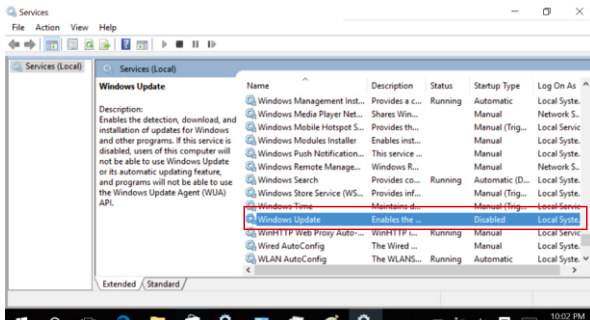 Services
File Action View Help
Services (Local)
Services (Local)
Windows Update
Description:
Enables the detection, download, and
installation of updates for Windows
and other programs. If this service is
disabled, users of this computer will
not be able to use Windows Update
or its automatic updating feature,
and programs will not be able to use
the Windows Update Agent (WUA)
API.
Name Description Status Startup Type Log On As
Windows Management Inst... Provides a c... Running Automatic Local Syste.
Windows Media Player Net... Shares Win... Manual Network S..
Windows Mobile Hotspot S... Provides th... Manual (Trig... Local Servic
Windows Modules Installer Enables inst... Manual Local Syste.
Windows Push Notification... This service ... Manual Local Syste.
Windows Remote Manage... Windows R... Manual Network S..
Windows Search Provides co... Running Automatic (D... Local Syste.
Windows Store Service (WS... Provides inf... Manual (Trig... Local Syste.
Windows Time Maintains d... Manual (Trig... Local Servic
Windows Update Enables the ... Disabled Local Syste.
WinHTTP Web Proxy Auto-... WinHTTP i... Running Manual Local Servic
Wired AutoConfig The Wired ... Manual Local Syste.
WLAN AutoConfig The WLANS... Running Automatic Local Syste.
Extended Standard
10:02 PM